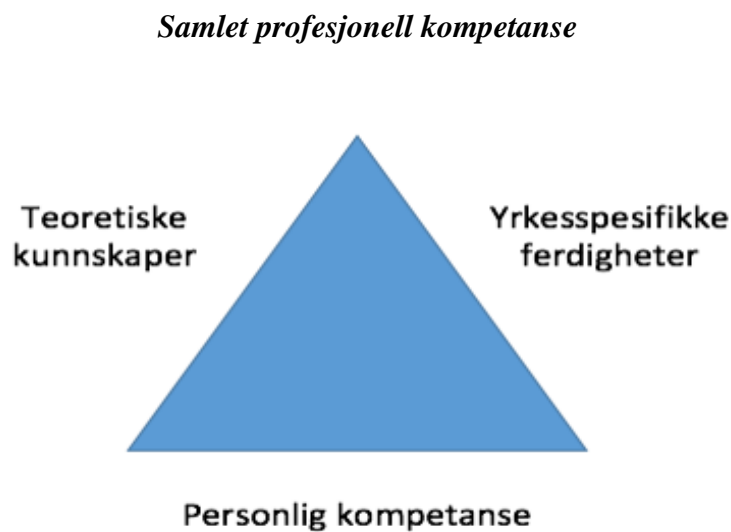 Samlet profesjonell kompetanse
Teoretiske
kunnskaper
Yrkesspesifikke
ferdigheter
Personlig kompetanse